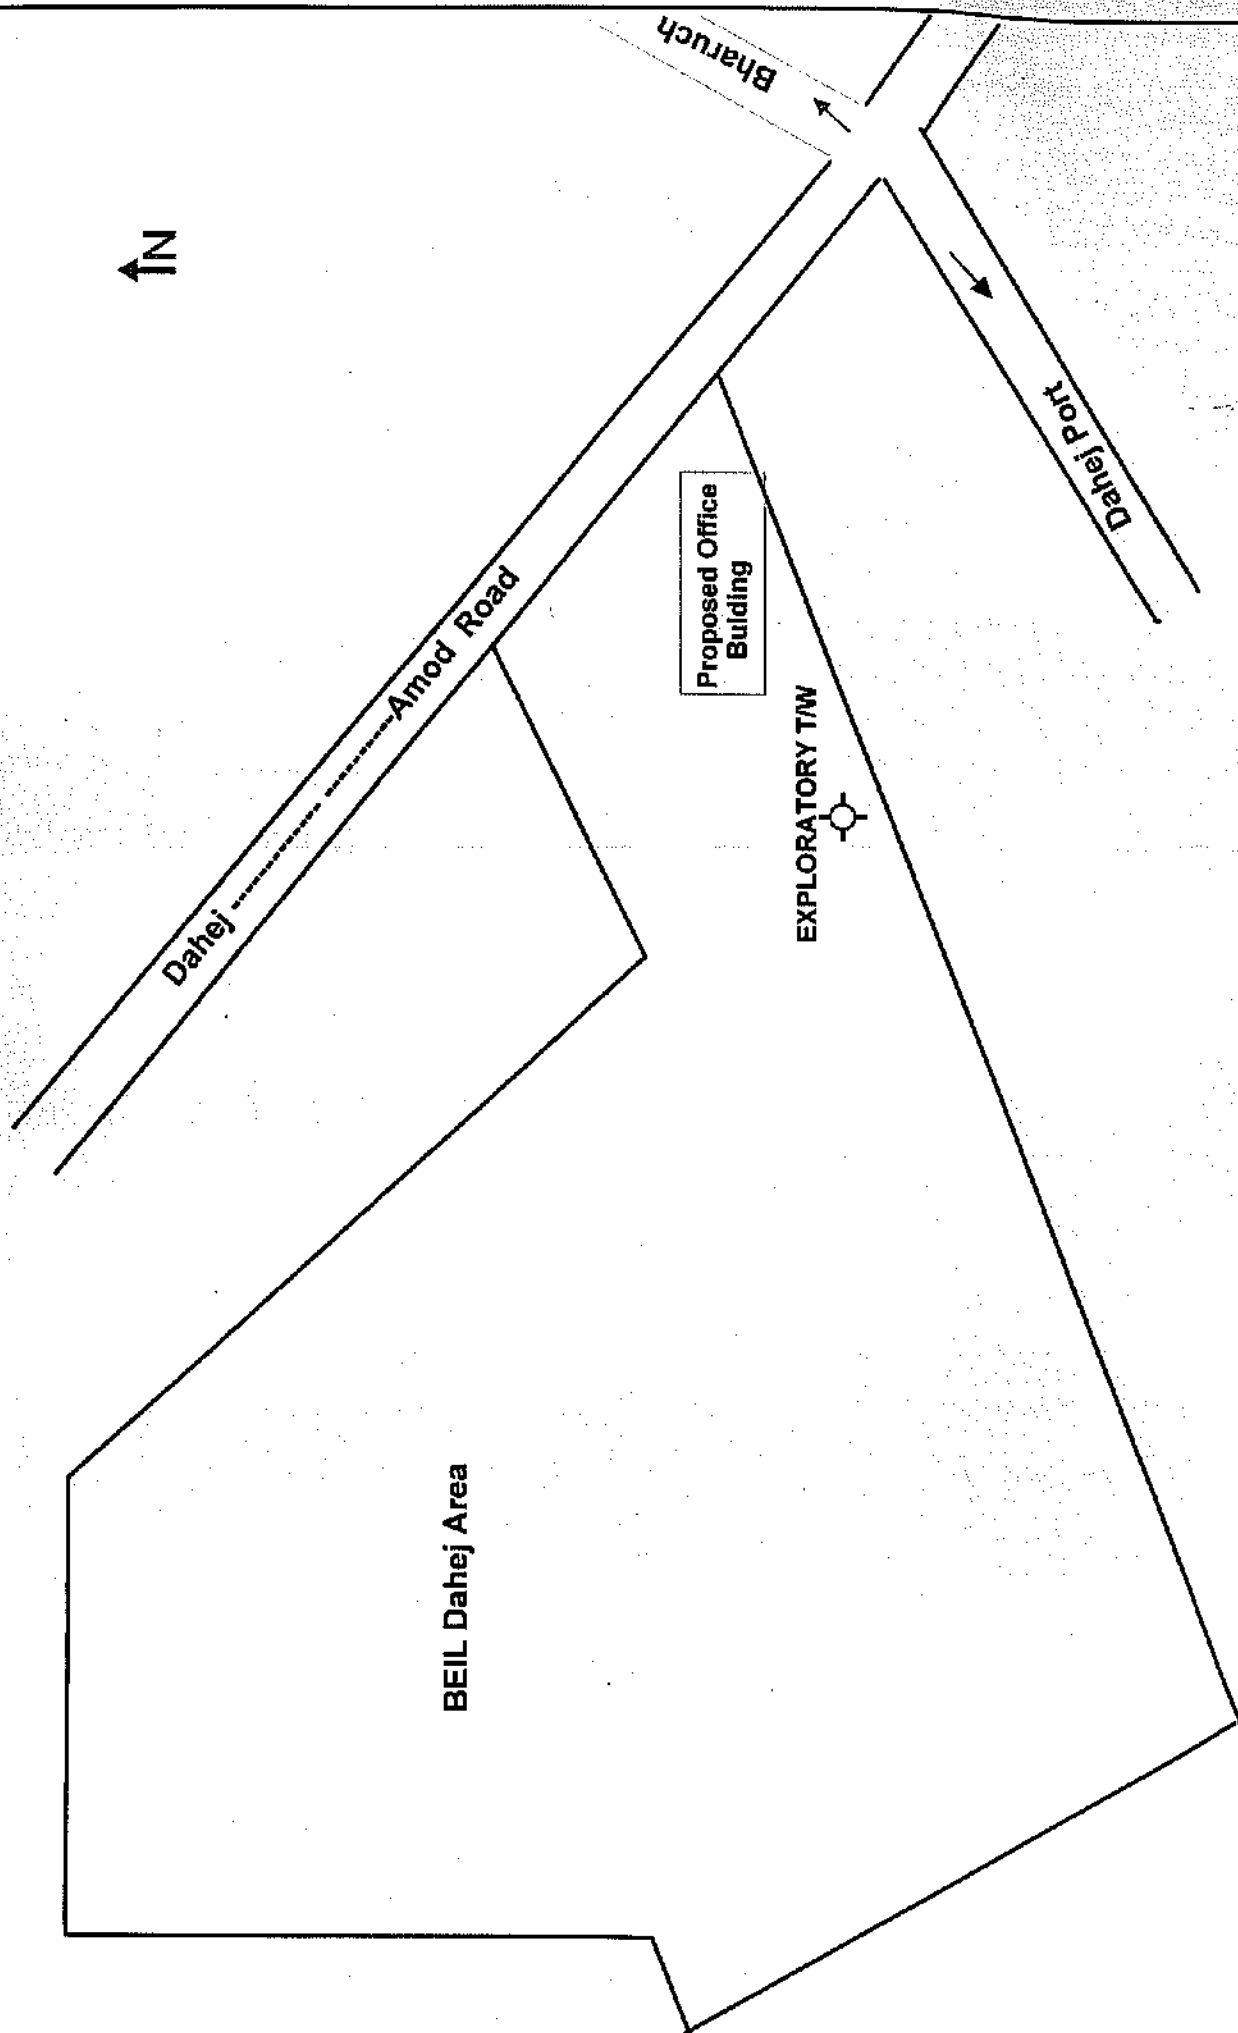 Bharuch
N
Dahej ---------------Amod Road
Dahej Port
Proposed Office
Bulding
EXPLORATORY T/W
BEIL Dahej Area